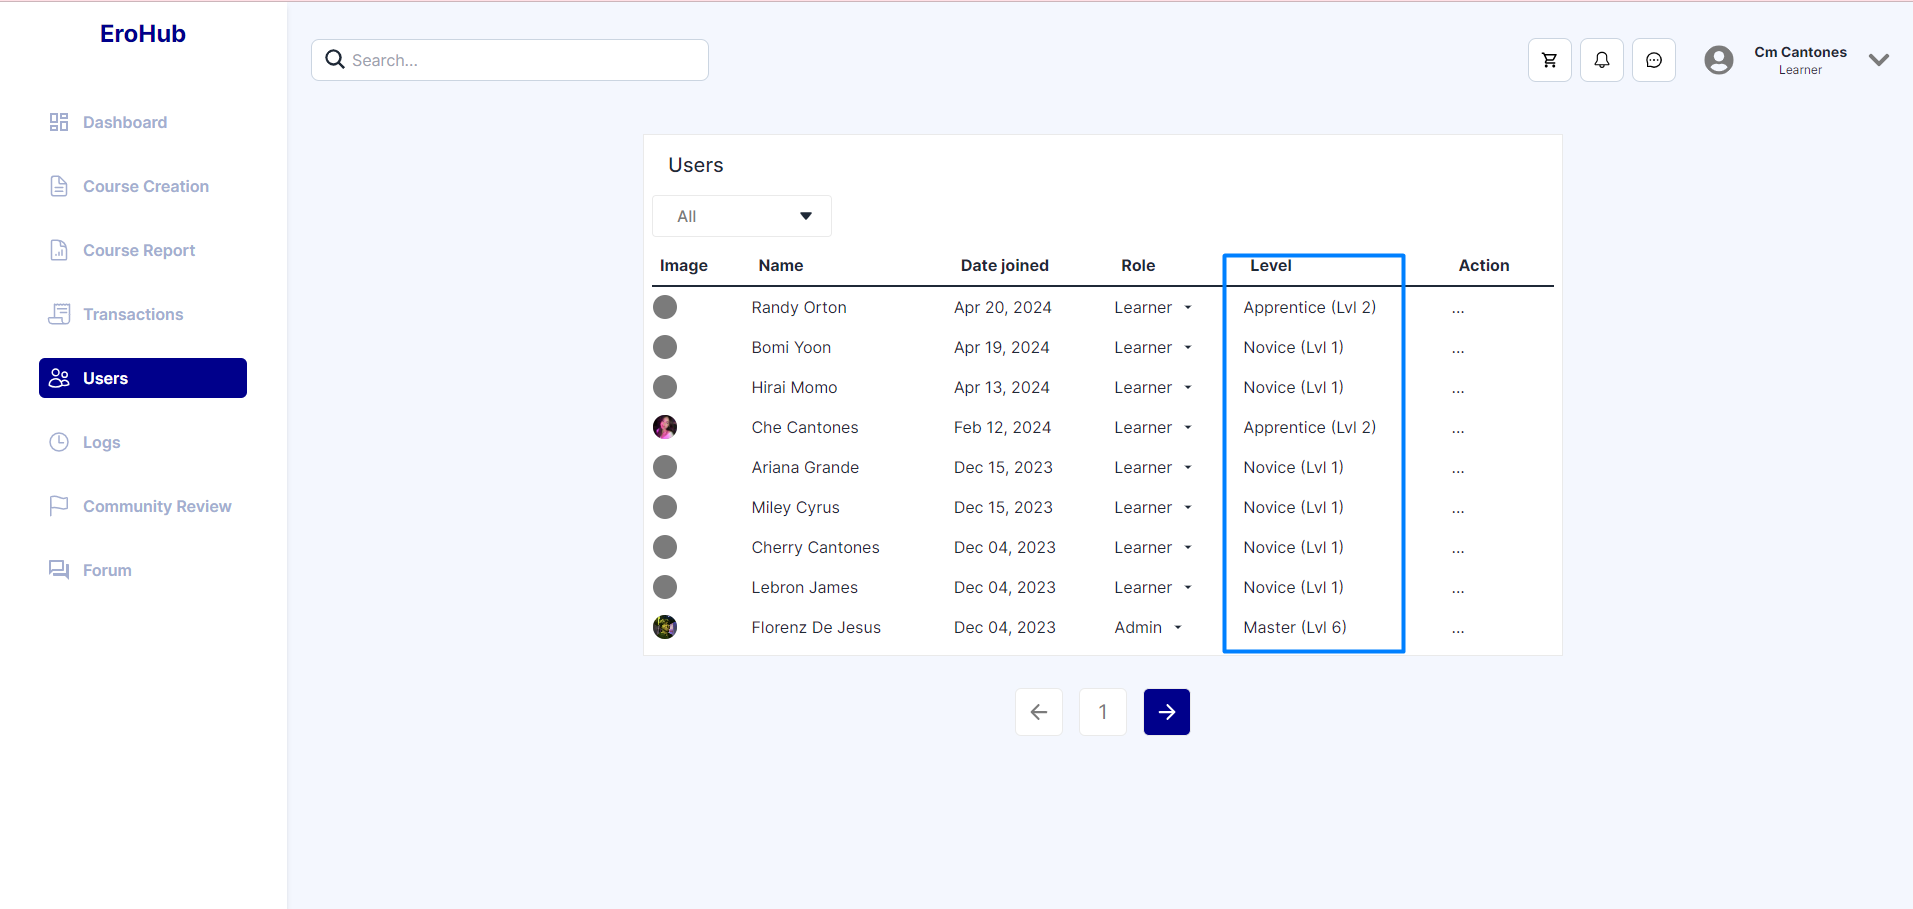 EroHub
Search...
Cm Cantones
Learner
Dashboard
Course Creation
Course Report
Transactions
Users
Logs
Community Review
Forum
Users
All
Image Name Date joined Role Level Action
Randy Orton Apr 20, 2024 Learner Apprentice (Lvl 2) ...
Bomi Yoon Apr 19, 2024 Learner Novice (Lvl 1) ...
Hirai Momo Apr 13, 2024 Learner Novice (Lvl 1) ...
Che Cantones Feb 12, 2024 Learner Apprentice (Lvl 2) ...
Ariana Grande Dec 15, 2023 Learner Novice (Lvl 1) ...
Miley Cyrus Dec 15, 2023 Learner Novice (Lvl 1) ...
Cherry Cantones Dec 04, 2023 Learner Novice (Lvl 1) ...
Lebron James Dec 04, 2023 Learner Novice (Lvl 1) ...
Florenz De Jesus Dec 04, 2023 Admin Master (Lvl 6) ...
1